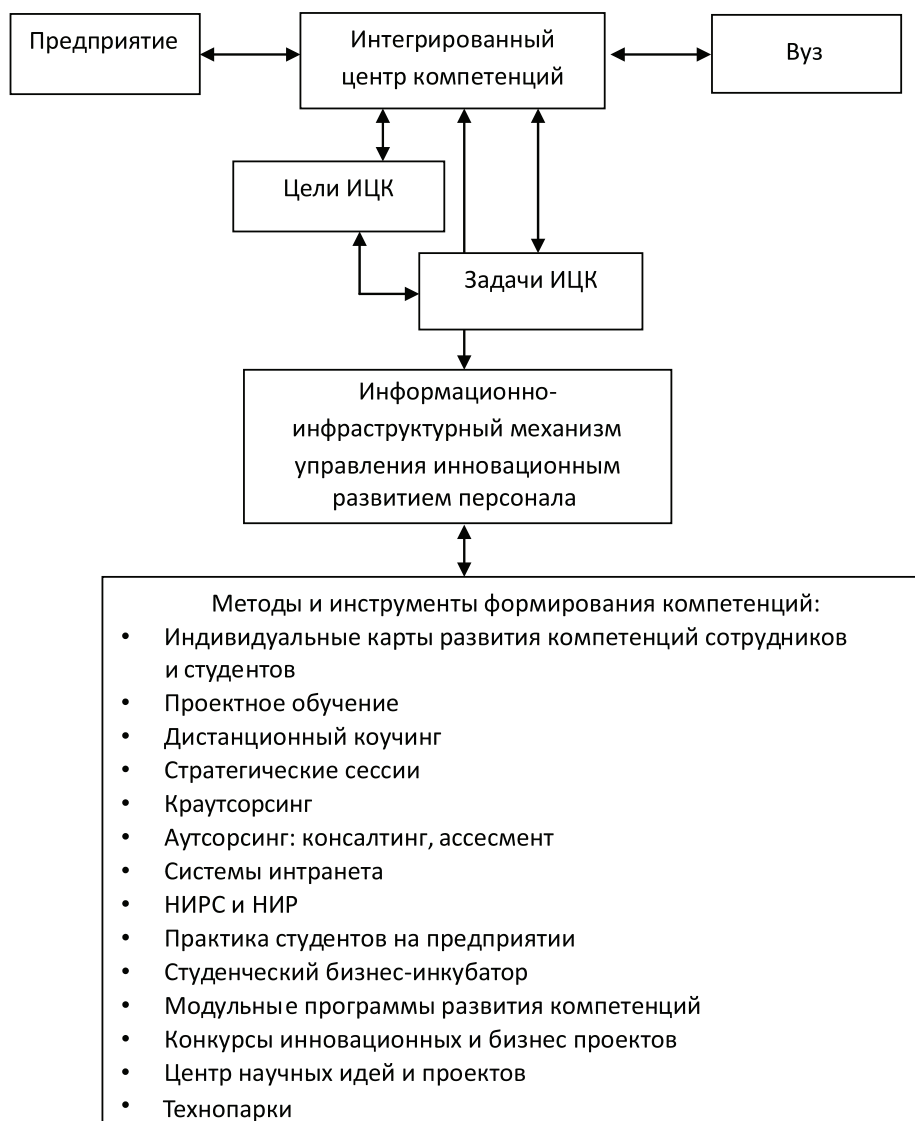 Предприятие
Интегрированный
центр компетенций
Вуз
Цели ИЦК
Задачи ИЦК
Информационно-
инфраструктурный механизм
управления инновационным
развитием персонала
Методы и инструменты формирования компетенций:
• Индивидуальные карты развития компетенций сотрудников
и студентов
• Проектное обучение
• Дистанционный коучинг
• Стратегические сессии
• Краутсорсинг
• Аутсорсинг: консалтинг, ассесмент
• Системы интранета
• НИРС и НИР
• Практика студентов на предприятии
• Студенческий бизнес-инкубатор
• Модульные программы развития компетенций
• Конкурсы инновационных и бизнес проектов
• Центр научных идей и проектов
• Технопарки